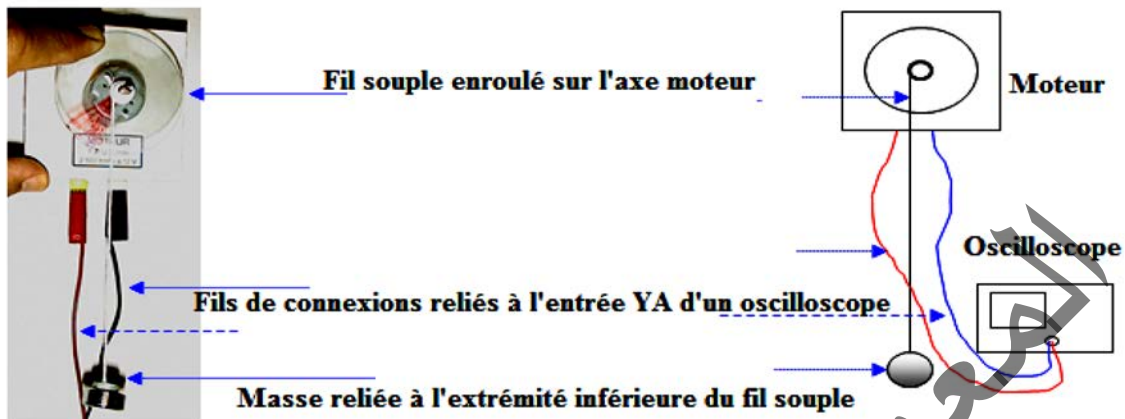 Fil souple enroulé sur l'axe moteur
Moteur
MOTEUR
Oscilloscope
Fils de connexions reliés à l'entrée YA d'un oscilloscope
Masse reliée à l'extrémité inférieure du fil souple